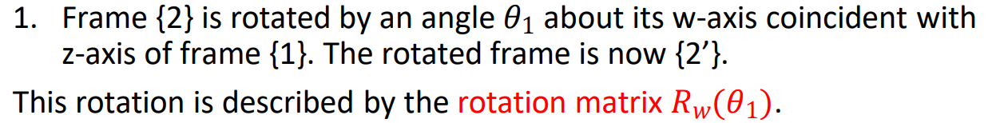 1. Frame {2} is rotated by an angle θ₁ about its w-axis coincident with
z-axis of frame {1}. The rotated frame is now {2’}.
This rotation is described by the rotation matrix R_w(θ₁).